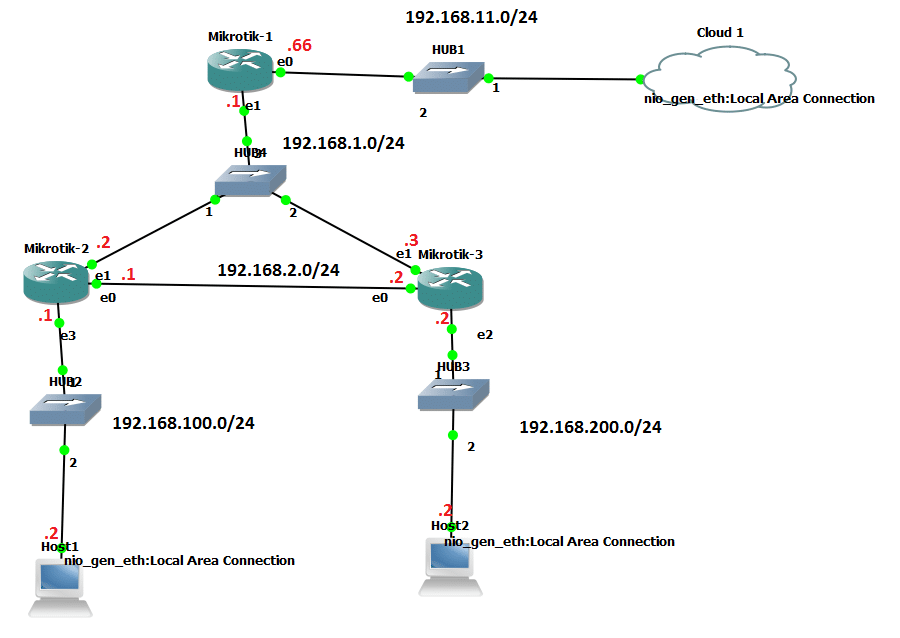 192.168.11.0/24
Cloud 1
Mikrotik-1
.66
e0
HUB1
1
nio_gen_eth:Local Area Connection
2
.1
e1
192.168.1.0/24
HUB4
1
2
.2
.3
Mikrotik-2
e1
Mikrotik-3
e1
.1
192.168.2.0/24
.2
e0
e0
.1
.2
e3
e2
HUB3
1
HUB2
1
192.168.100.0/24
192.168.200.0/24
2
2
.2
.2
Host2
nio_gen_eth:Local Area Connection
Host1
nio_gen_eth:Local Area Connection